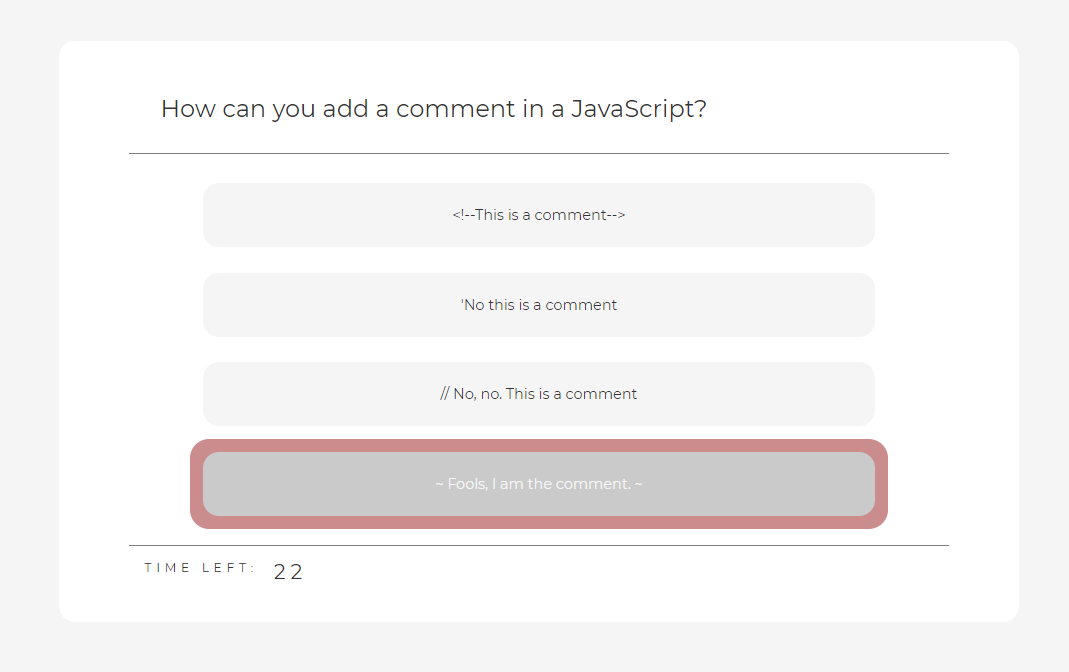 How can you add a comment in a JavaScript?
<!--This is a comment-->
'No this is a comment
// No, no. This is a comment
~ Fools, I am the comment. ~
TIME LEFT: 22